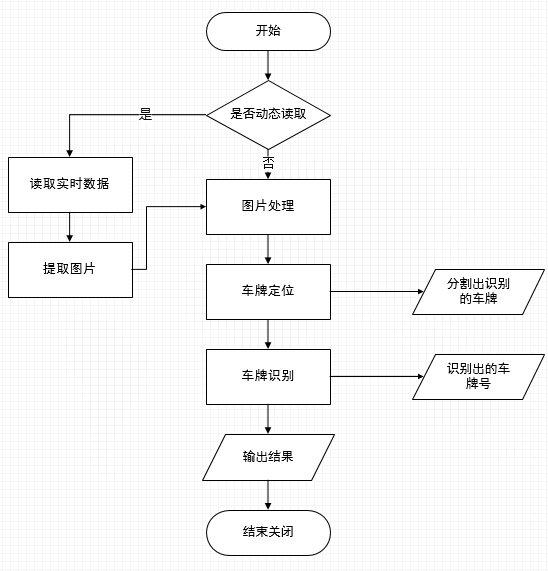 开始
是否动态读取
是
否
读取实时数据
图片处理
提取图片
车牌定位
分割出识别
的车牌
车牌识别
识别出的车
牌号
输出结果
结束关闭